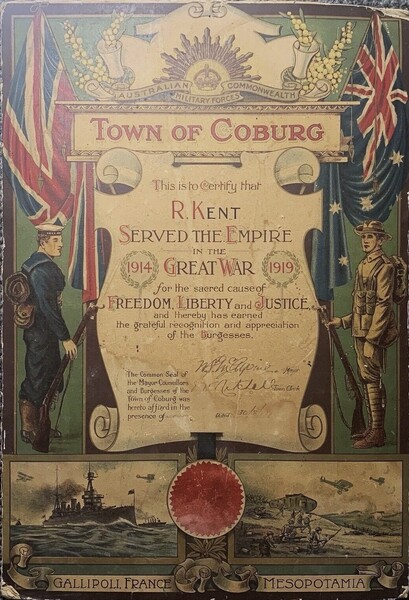 AUSTRALIAN COMMONWEALTH
MILITARY FORCES
TOWN OF COBURG
This is to Certify that
R. KENT
SERVED THE EMPIRE
IN THE
1914 GREAT WAR 1919
for the sacred cause of
FREEDOM, LIBERTY and JUSTICE,
and thereby has earned
the grateful recognition and appreciation
of the Burgesses.
Mayor
The Common Seal of
the Mayor Councillors
and Burgesses of the
Town of Coburg was
hereto affixed in the
presence of
Town Clerk
GALLIPOLI, FRANCE MESOPOTAMIA